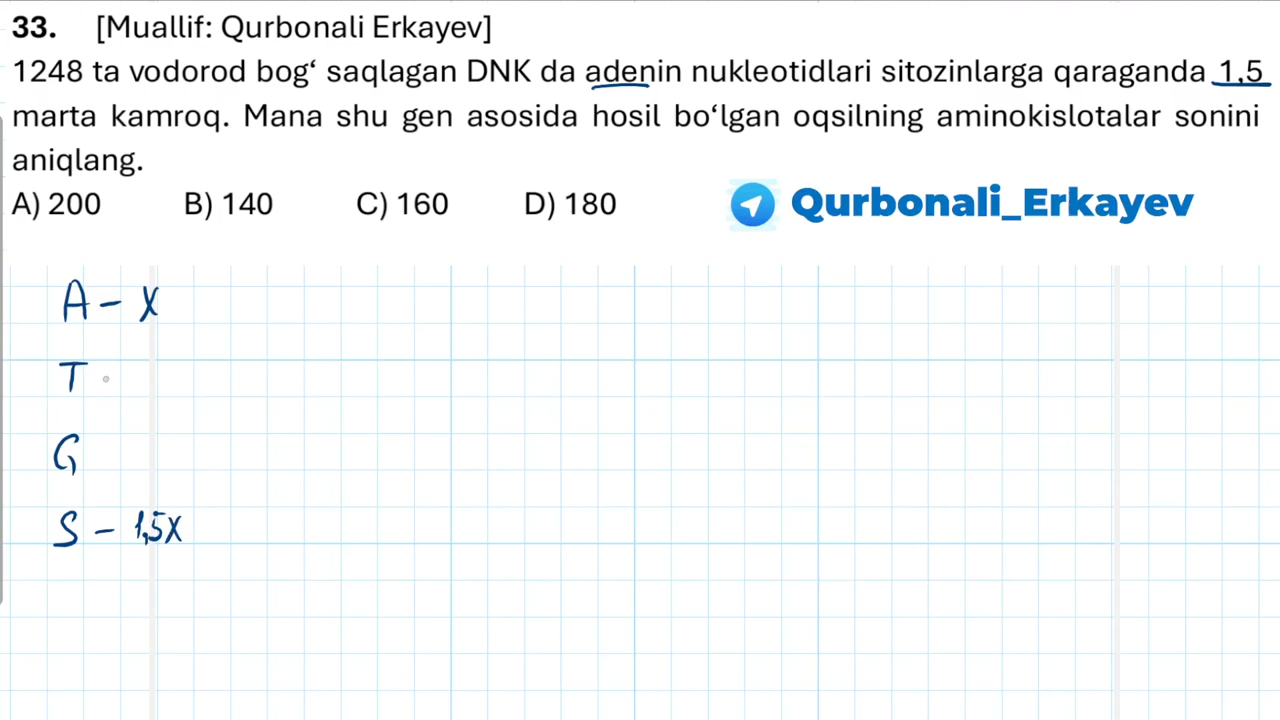 33. [Muallif: Qurbonali Erkayev]
1248 ta vodorod bog‘ saqlagan DNK da adenin nukleotidlari sitozinlarga qaraganda 1,5
marta kamroq. Mana shu gen asosida hosil bo‘lgan oqsilning aminokislotalar sonini
aniqlang.
A) 200 B) 140 C) 160 D) 180
Qurbonali_Erkayev
A - x
T
G
S - 1,5x